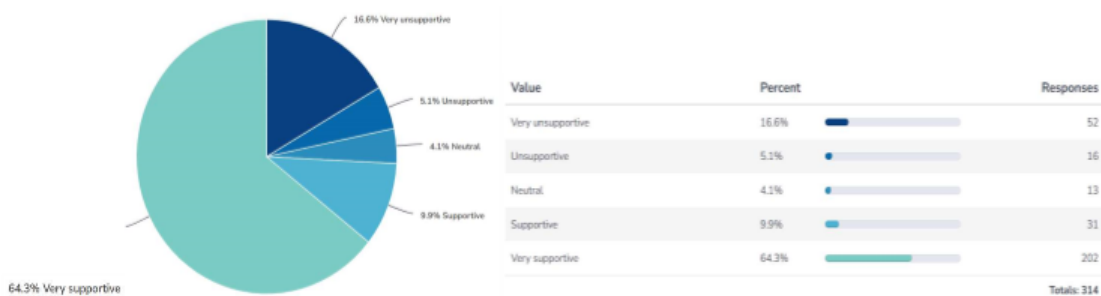 16.6% Very unsupportive
5.1% Unsupportive
4.1% Neutral
9.9% Supportive
64.3% Very supportive
Value Percent Responses
Very unsupportive 16.6% 52
Unsupportive 5.1% 16
Neutral 4.1% 13
Supportive 9.9% 31
Very supportive 64.3% 202
Totals: 314